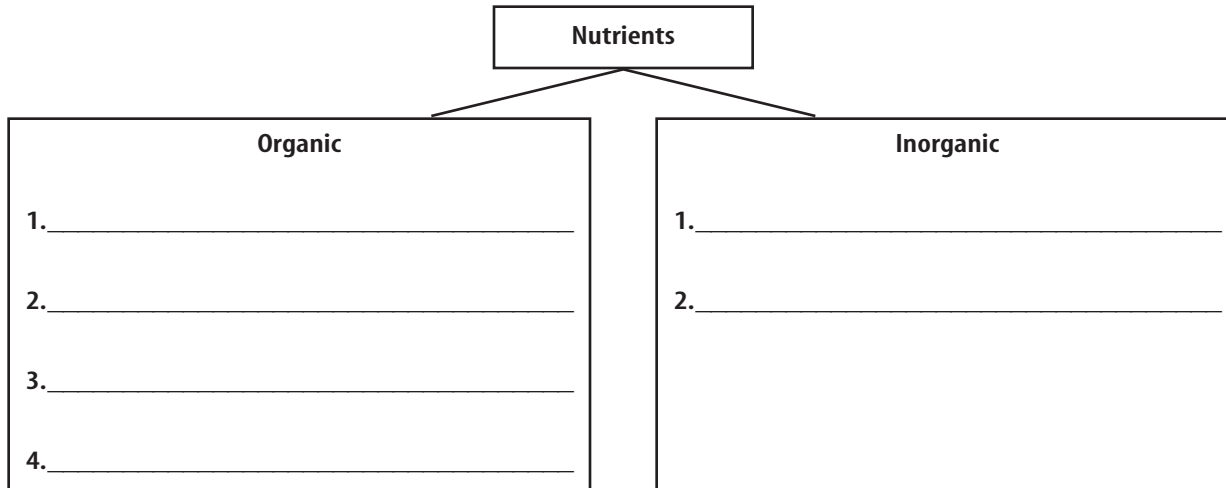 Nutrients
Organic
1.
2.
3.
4.
Inorganic
1.
2.